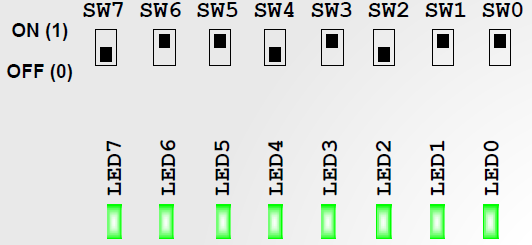 SW7 SW6 SW5 SW4 SW3 SW2 SW1 SW0
ON (1)
OFF (0)
LED7 LED6 LED5 LED4 LED3 LED2 LED1 LED0